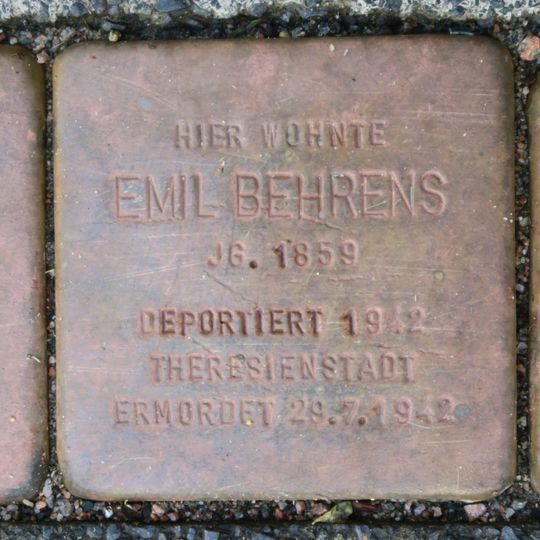 HIER WOHNTE
EMIL BEHRENS
JG. 1859
DEPORTIERT 1942
THERESIENSTADT
ERMORDET 29.7.1942